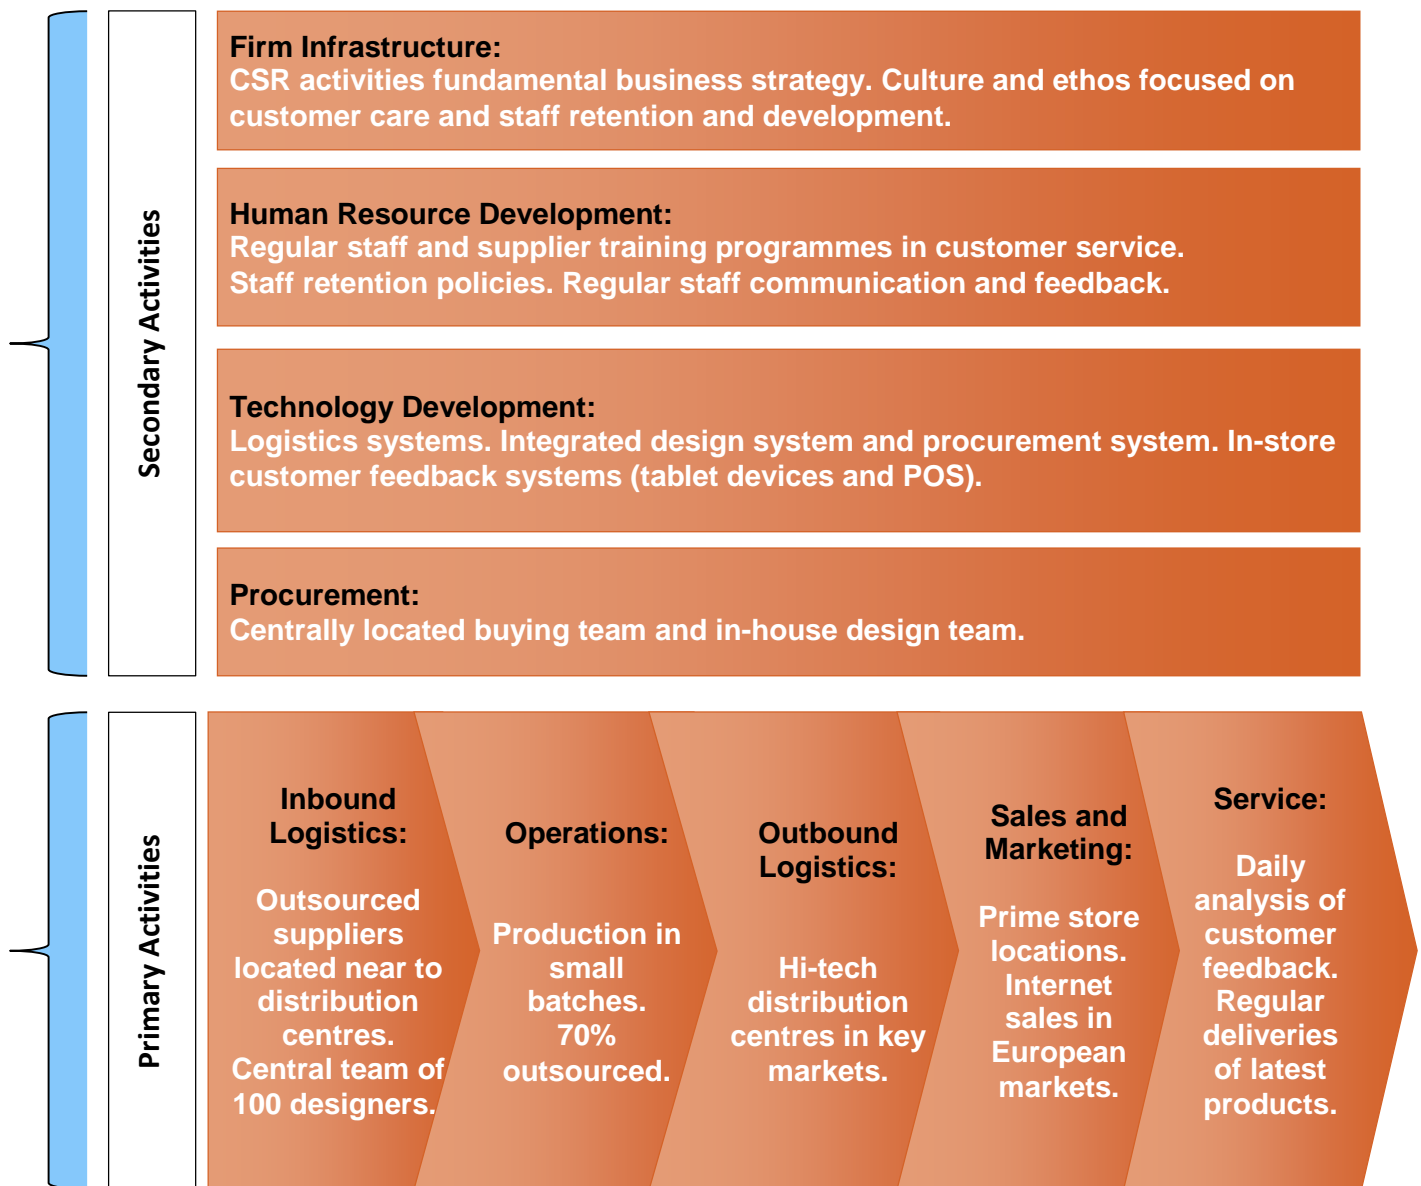 Secondary Activities
Firm Infrastructure:
CSR activities fundamental business strategy. Culture and ethos focused on
customer care and staff retention and development.
Human Resource Development:
Regular staff and supplier training programmes in customer service.
Staff retention policies. Regular staff communication and feedback.
Technology Development:
Logistics systems. Integrated design system and procurement system. In-store
customer feedback systems (tablet devices and POS).
Procurement:
Centrally located buying team and in-house design team.
Primary Activities
Inbound
Logistics:
Outsourced
suppliers
located near to
distribution
centres.
Central team of
100 designers.
Operations:
Production in
small
batches.
70%
outsourced.
Outbound
Logistics:
Hi-tech
distribution
centres in key
markets.
Sales and
Marketing:
Prime store
locations.
Internet
sales in
European
markets.
Service:
Daily
analysis of
customer
feedback.
Regular
deliveries
of latest
products.